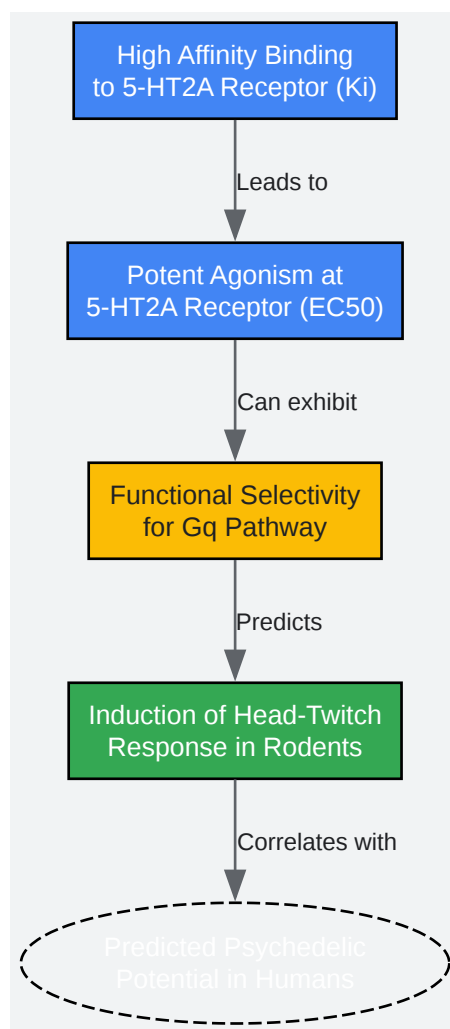 High Affinity Binding
to 5-HT2A Receptor (Ki)
Leads to
Potent Agonism at
5-HT2A Receptor (EC50)
Can exhibit
Functional Selectivity
for Gq Pathway
Predicts
Induction of Head-Twitch
Response in Rodents
Correlates with
Predicted Psychedelic
Potential in Humans